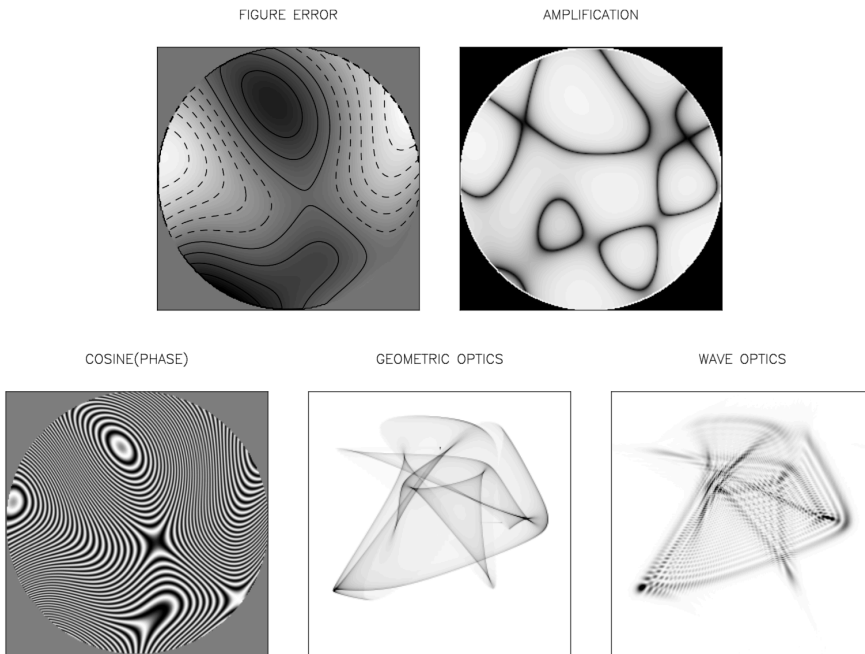 FIGURE ERROR
AMPLIFICATION
COSINE(PHASE)
GEOMETRIC OPTICS
WAVE OPTICS